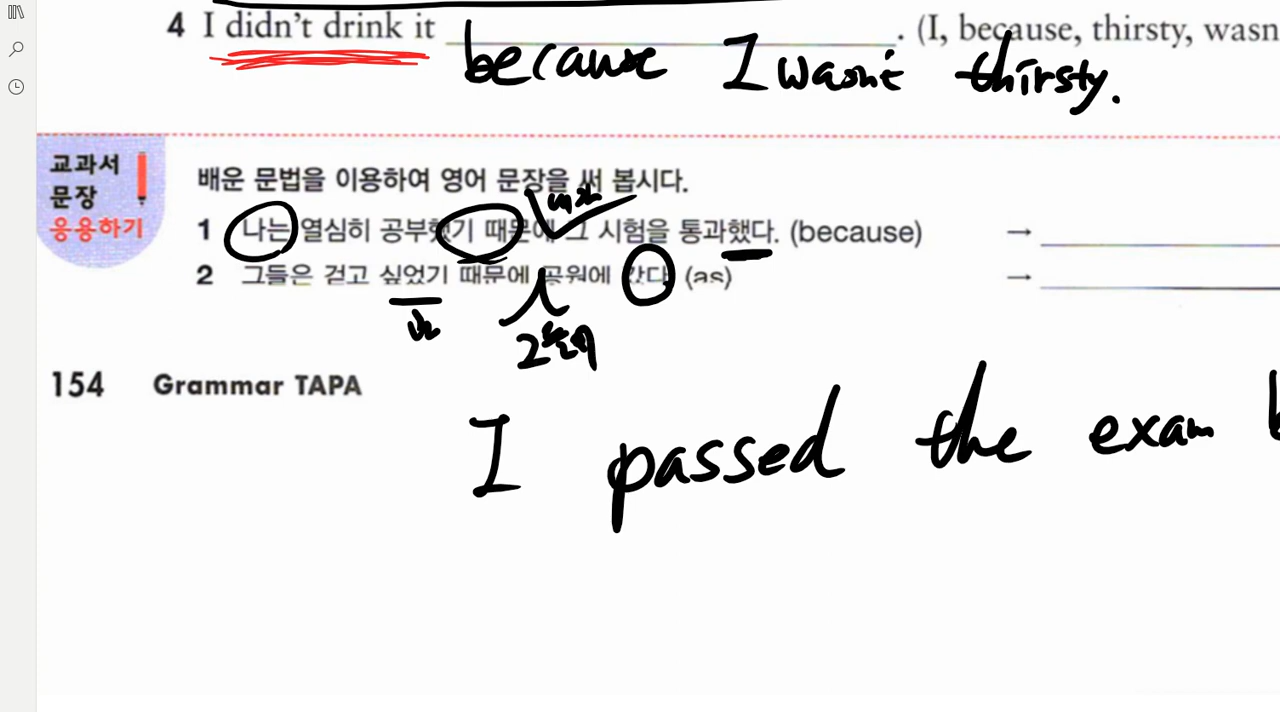 4 I didn't drink it ______. (I, because, thirsty, wasn
because I wasn't thirsty.
교과서
문장
응용하기
배운 문법을 이용하여 영어 문장을 써 봅시다.
1 나는 열심히 공부했기 때문에 그 시험을 통과했다. (because) →
2 그들은 걷고 싶었기 때문에 공원에 갔다. (as) →
154 Grammar TAPA
I passed the exam b